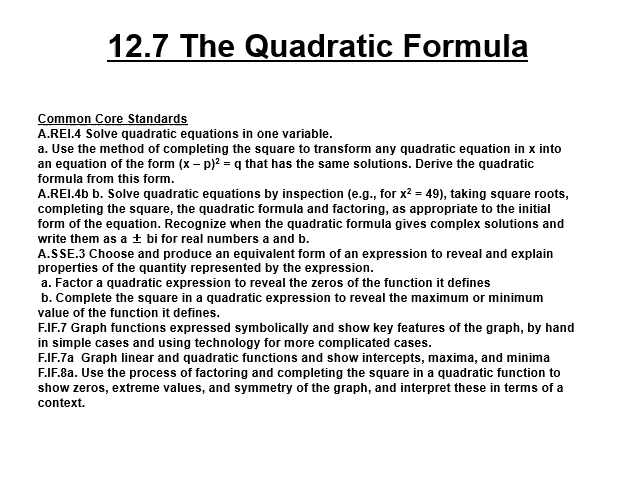 12.7 The Quadratic Formula
Common Core Standards
A.REI.4 Solve quadratic equations in one variable.
a. Use the method of completing the square to transform any quadratic equation in x into
an equation of the form (x – p)² = q that has the same solutions. Derive the quadratic
formula from this form.
A.REI.4b b. Solve quadratic equations by inspection (e.g., for x² = 49), taking square roots,
completing the square, the quadratic formula and factoring, as appropriate to the initial
form of the equation. Recognize when the quadratic formula gives complex solutions and
write them as a ± bi for real numbers a and b.
A.SSE.3 Choose and produce an equivalent form of an expression to reveal and explain
properties of the quantity represented by the expression.
a. Factor a quadratic expression to reveal the zeros of the function it defines
b. Complete the square in a quadratic expression to reveal the maximum or minimum
value of the function it defines.
F.IF.7 Graph functions expressed symbolically and show key features of the graph, by hand
in simple cases and using technology for more complicated cases.
F.IF.7a Graph linear and quadratic functions and show intercepts, maxima, and minima
F.IF.8a. Use the process of factoring and completing the square in a quadratic function to
show zeros, extreme values, and symmetry of the graph, and interpret these in terms of a
context.